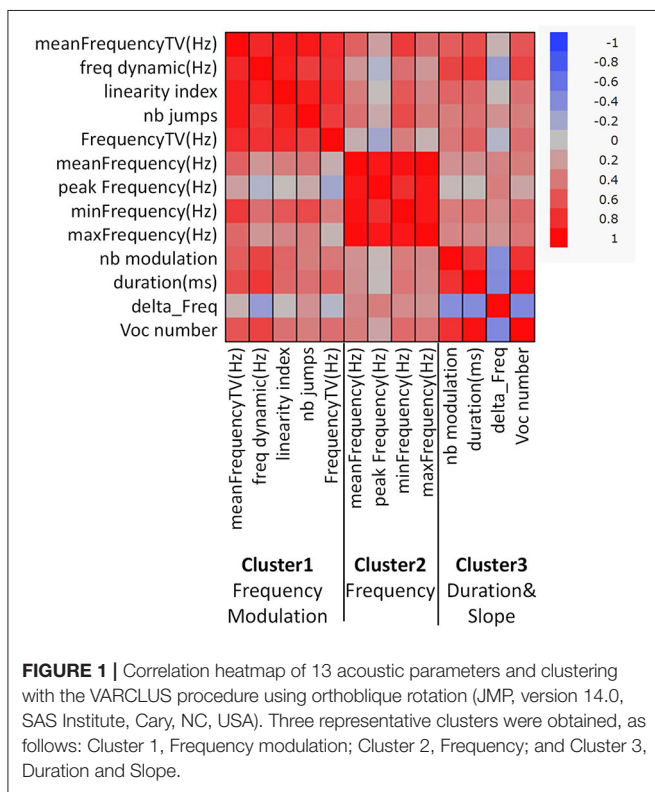 meanFrequencyTV(Hz)
freq dynamic(Hz)
linearity index
nb jumps
FrequencyTV(Hz)
meanFrequency(Hz)
peak Frequency(Hz)
minFrequency(Hz)
maxFrequency(Hz)
nb modulation
duration(ms)
delta_Freq
Voc number
-1
-0.8
-0.6
-0.4
-0.2
0
0.2
0.4
0.6
0.8
1
meanFrequencyTV(Hz)
freq dynamic(Hz)
linearity index
nb jumps
FrequencyTV(Hz)
meanFrequency(Hz)
peak Frequency(Hz)
minFrequency(Hz)
maxFrequency(Hz)
nb modulation
duration(ms)
delta_Freq
Voc number
Cluster1
Frequency
Modulation
Cluster2
Frequency
Cluster3
Duration&
Slope
FIGURE 1 | Correlation heatmap of 13 acoustic parameters and clustering
with the VARCLUS procedure using orthoblique rotation (JMP, version 14.0,
SAS Institute, Cary, NC, USA). Three representative clusters were obtained, as
follows: Cluster 1, Frequency modulation; Cluster 2, Frequency; and Cluster 3,
Duration and Slope.